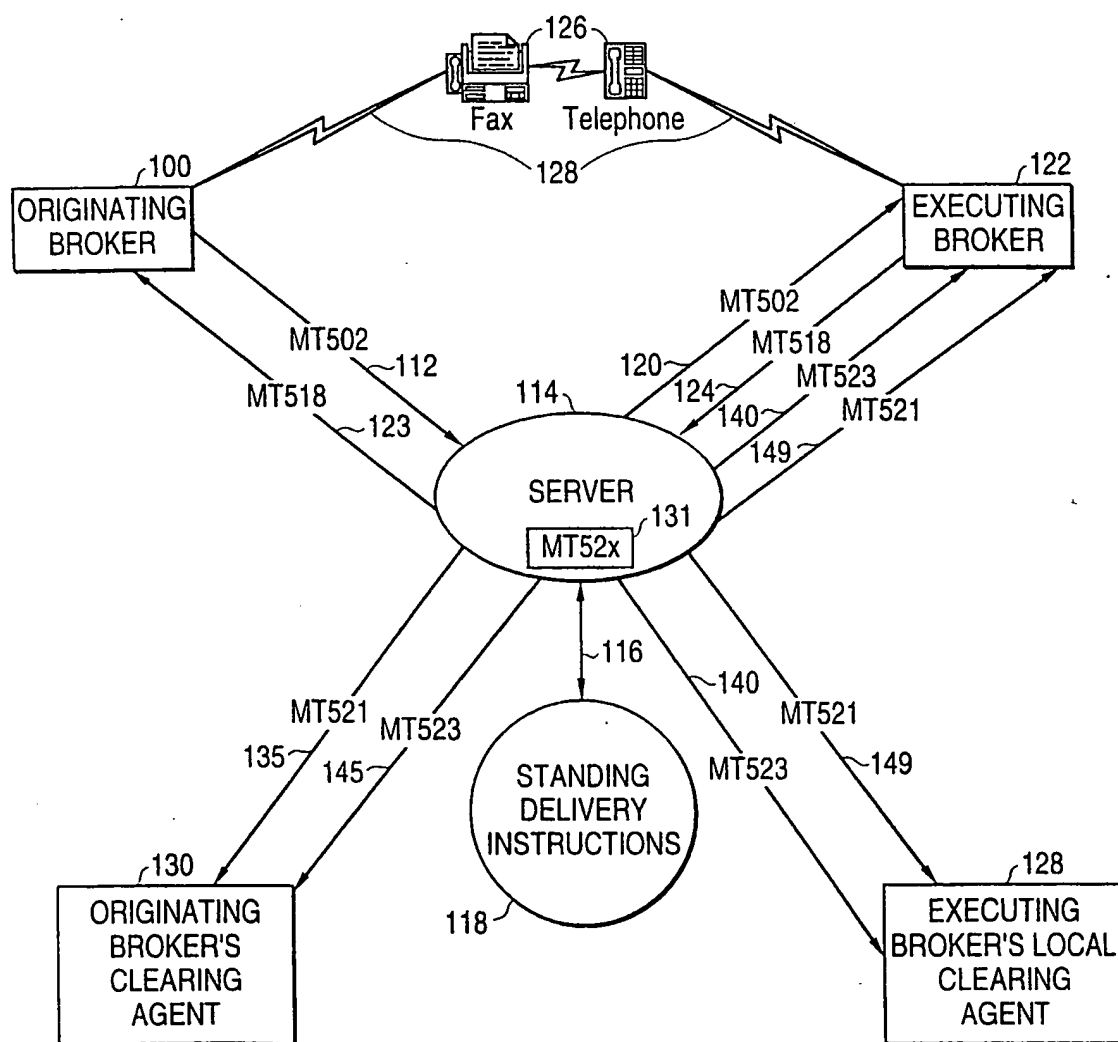 126
Fax
Telephone
128
100
ORIGINATING
BROKER
122
EXECUTING
BROKER
MT502
112
MT518
123
MT502
120
MT518
124
MT523
140
MT521
149
114
SERVER
131
MT52x
116
MT521
135
MT523
145
140
MT523
MT521
149
STANDING
DELIVERY
INSTRUCTIONS
118
130
ORIGINATING
BROKER'S
CLEARING
AGENT
128
EXECUTING
BROKER'S LOCAL
CLEARING
AGENT